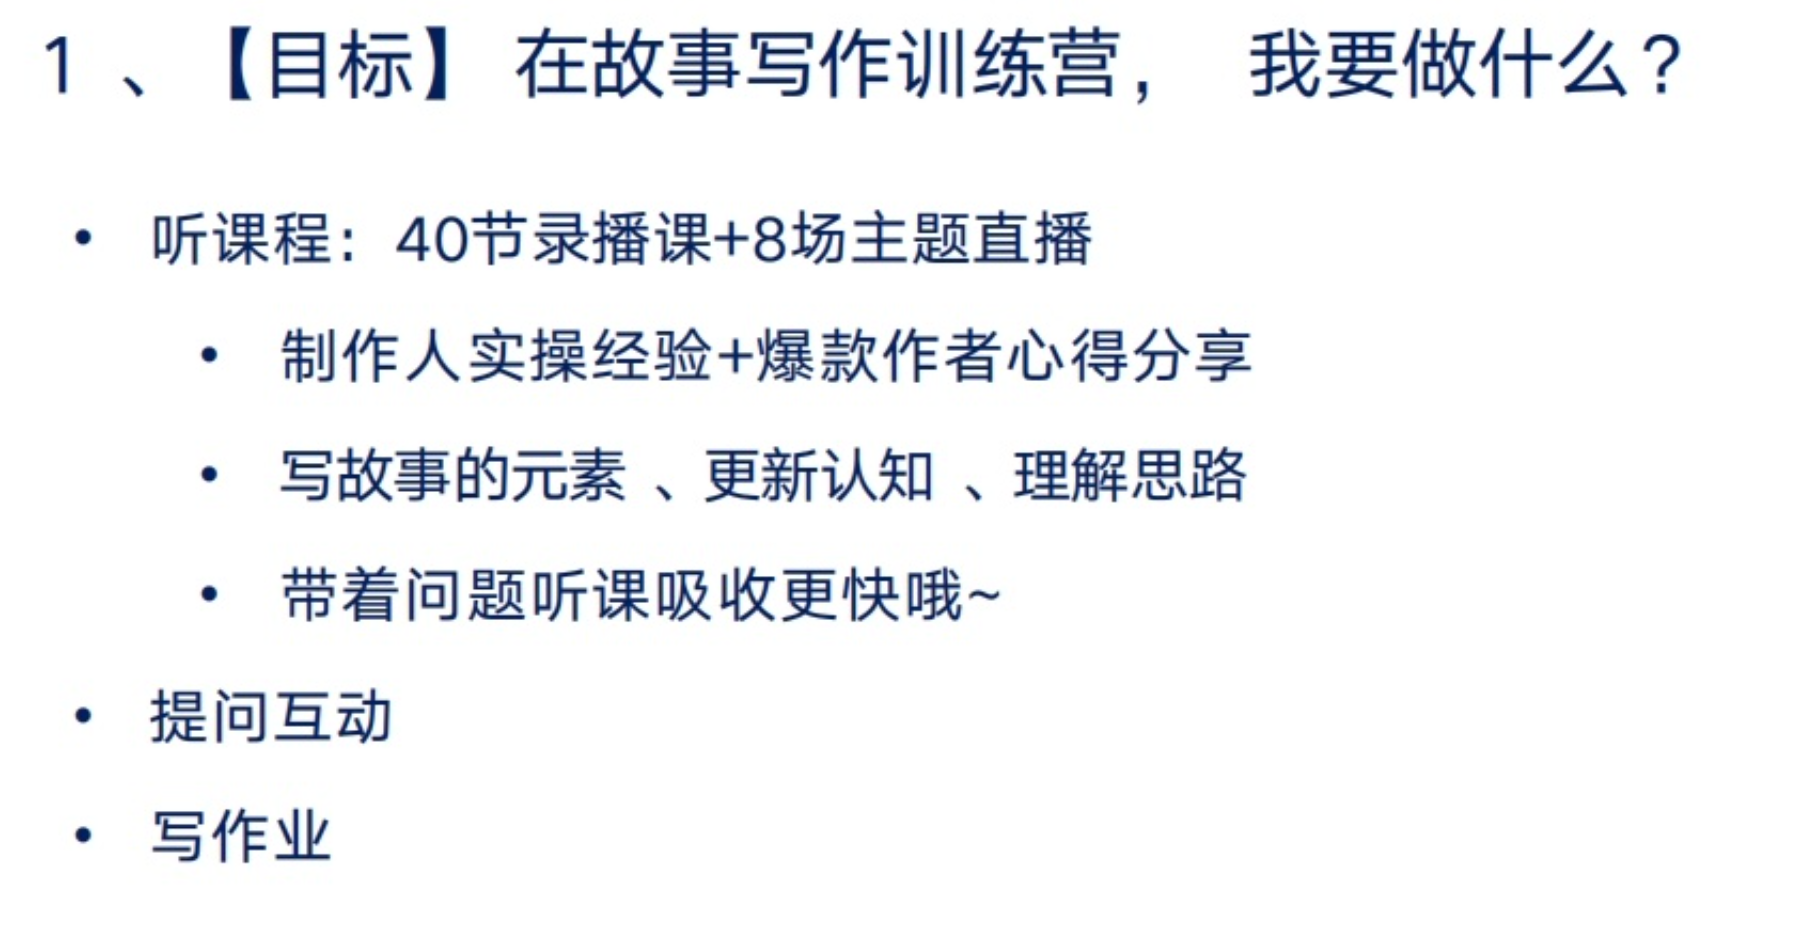 1 、【目标】 在故事写作训练营， 我要做什么？
• 听课程：40节录播课+8场主题直播
• 制作人实操经验+爆款作者心得分享
• 写故事的元素 、更新认知 、理解思路
• 带着问题听课吸收更快哦~
• 提问互动
• 写作业